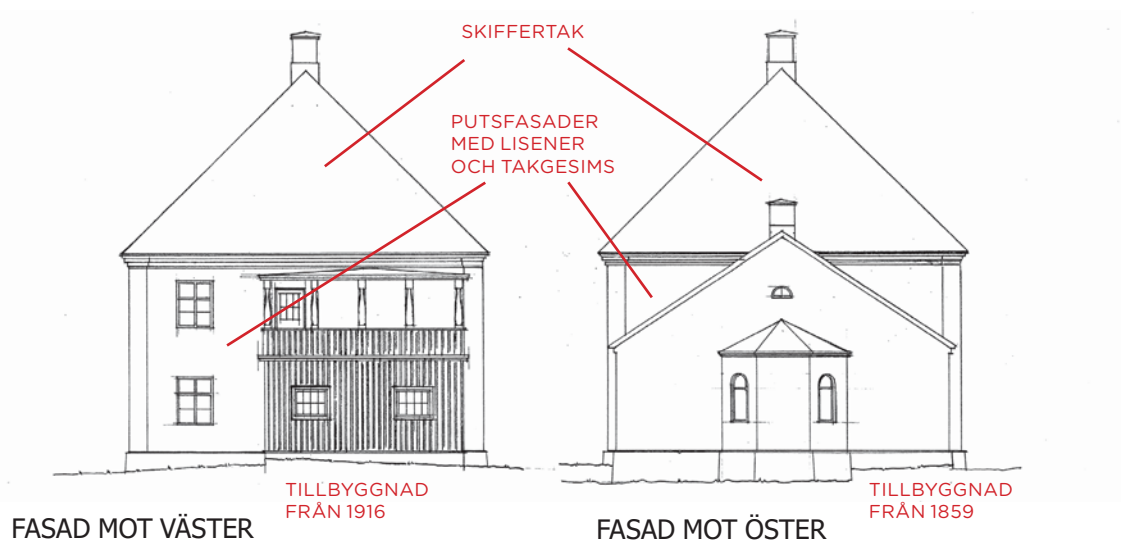 SKIFFERTAK
PUTSFASADER
MED LISENER
OCH TAKGESIMS
TILLBYGGNAD
FRÅN 1916
TILLBYGGNAD
FRÅN 1859
FASAD MOT VÄSTER
FASAD MOT ÖSTER